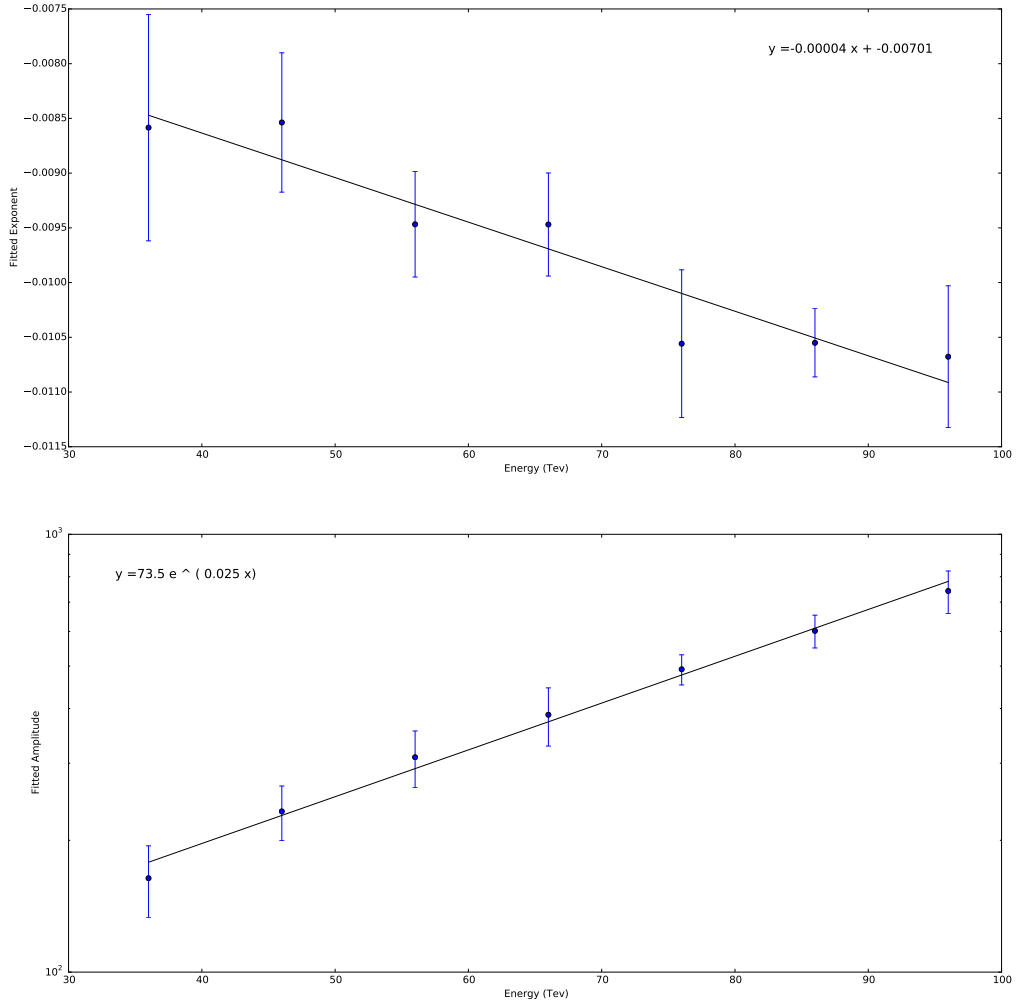 −0.0075
y =-0.00004 x + -0.00701
−0.0080
−0.0085
−0.0090
Fitted Exponent
−0.0095
−0.0100
−0.0105
−0.0110
−0.0115
30 40 50 60 70 80 90 100
Energy (Tev)
10^3
y =73.5 e ^ ( 0.025 x)
Fitted Amplitude
10^2
30 40 50 60 70 80 90 100
Energy (Tev)